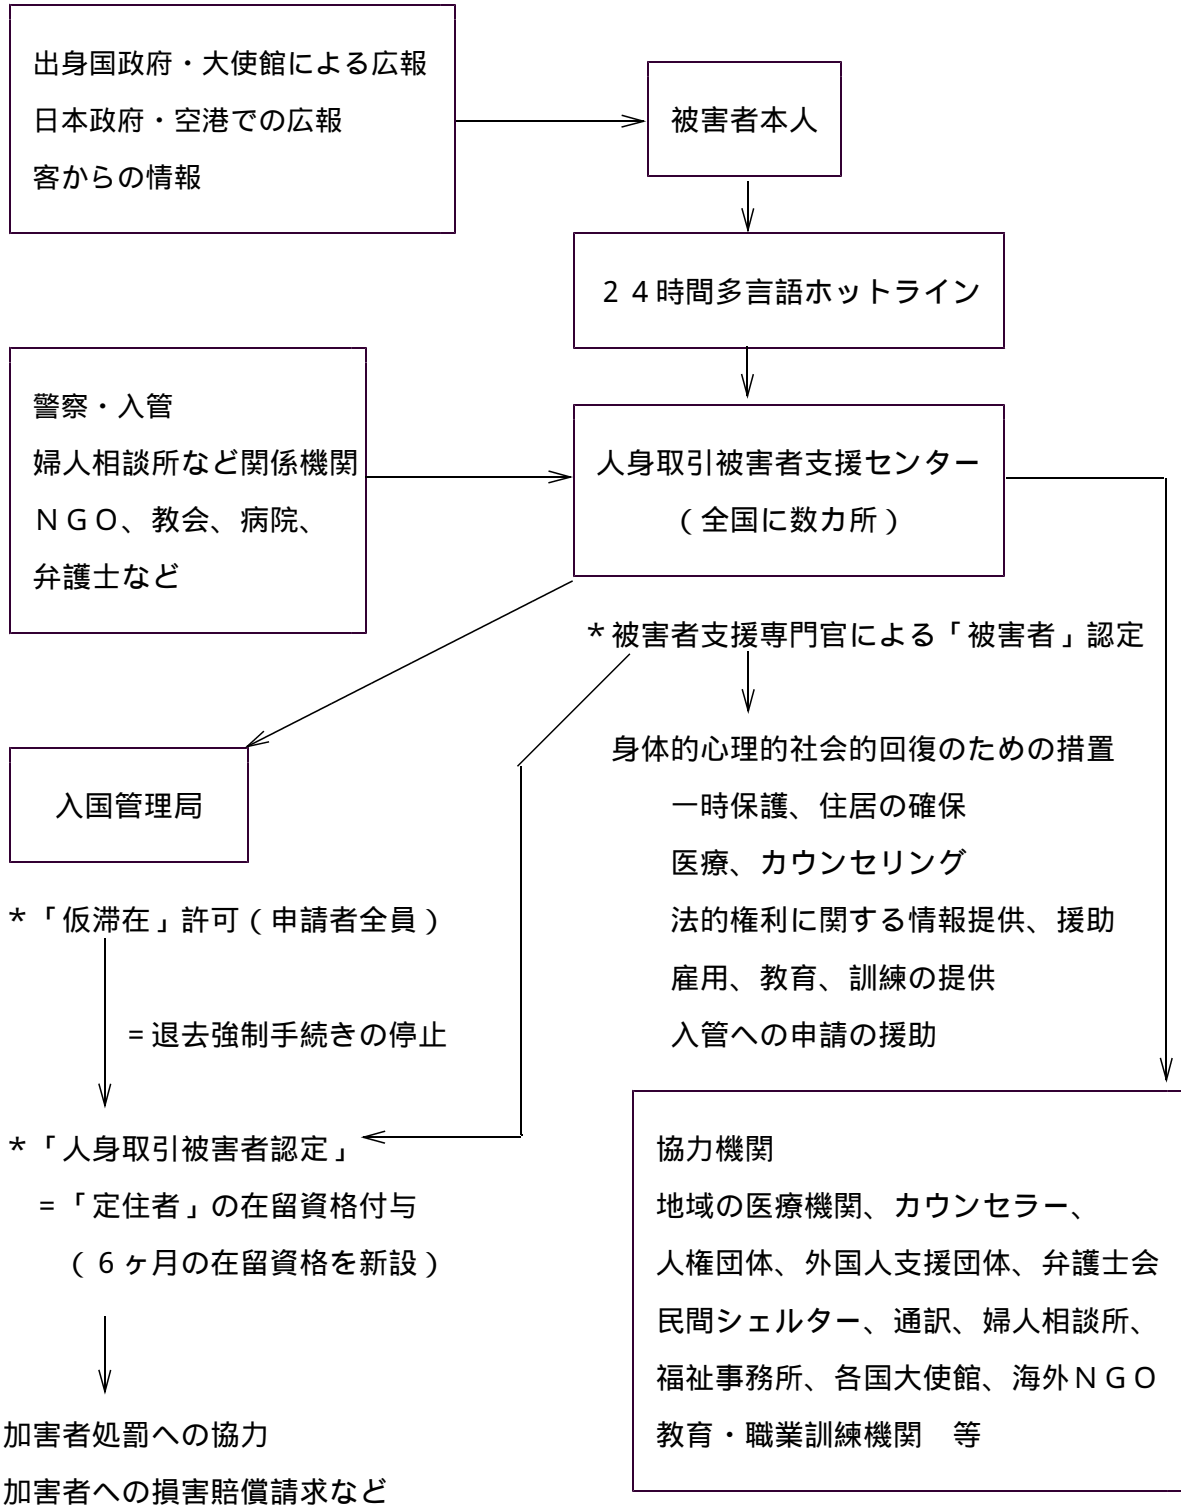 出身国政府・大使館による広報
日本政府・空港での広報
客からの情報
被害者本人
２４時間多言語ホットライン
警察・入管
婦人相談所など関係機関
ＮＧＯ、教会、病院、
弁護士など
人身取引被害者支援センター
（全国に数カ所）
＊被害者支援専門官による「被害者」認定
身体的心理的社会的回復のための措置
一時保護、住居の確保
医療、カウンセリング
法的権利に関する情報提供、援助
雇用、教育、訓練の提供
入管への申請の援助
入国管理局
＊「仮滞在」許可（申請者全員）
＝退去強制手続きの停止
＊「人身取引被害者認定」
＝「定住者」の在留資格付与
（６ヶ月の在留資格を新設）
加害者処罰への協力
加害者への損害賠償請求など
協力機関
地域の医療機関、カウンセラー、
人権団体、外国人支援団体、弁護士会
民間シェルター、通訳、婦人相談所、
福祉事務所、各国大使館、海外ＮＧＯ
教育・職業訓練機関　等